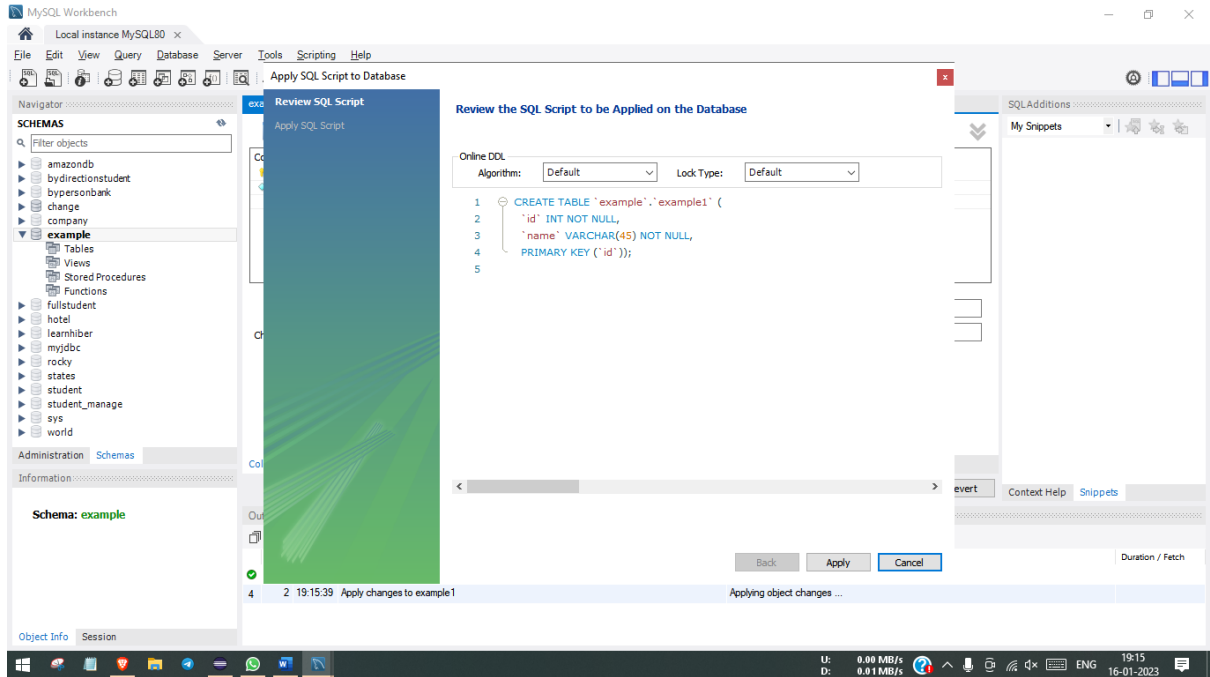 MySQL Workbench
Local instance MySQL80
File Edit View Query Database Server Tools Scripting Help
Apply SQL Script to Database
Navigator
SCHEMAS
Filter objects
amazondb
bydirectionstudent
bypersonbank
change
company
example
Tables
Views
Stored Procedures
Functions
fullstudent
hotel
learnhiber
myjdbc
rocky
states
student
student_manage
sys
world
Administration Schemas
Information
Schema: example
Object Info Session
exa
Co
Ch
Col
Out
Review SQL Script
Apply SQL Script
Review the SQL Script to be Applied on the Database
Online DDL
Algorithm: Default Lock Type: Default
1 CREATE TABLE `example`.`example1` (
2 `id` INT NOT NULL,
3 `name` VARCHAR(45) NOT NULL,
4 PRIMARY KEY (`id`));
5
Back Apply Cancel
evert
SQLAdditions
My Snippets
Context Help Snippets
Duration / Fetch
4 2 19:15:39 Apply changes to example1 Applying object changes ...
U: 0.00 MB/s
D: 0.01 MB/s
ENG
19:15
16-01-2023